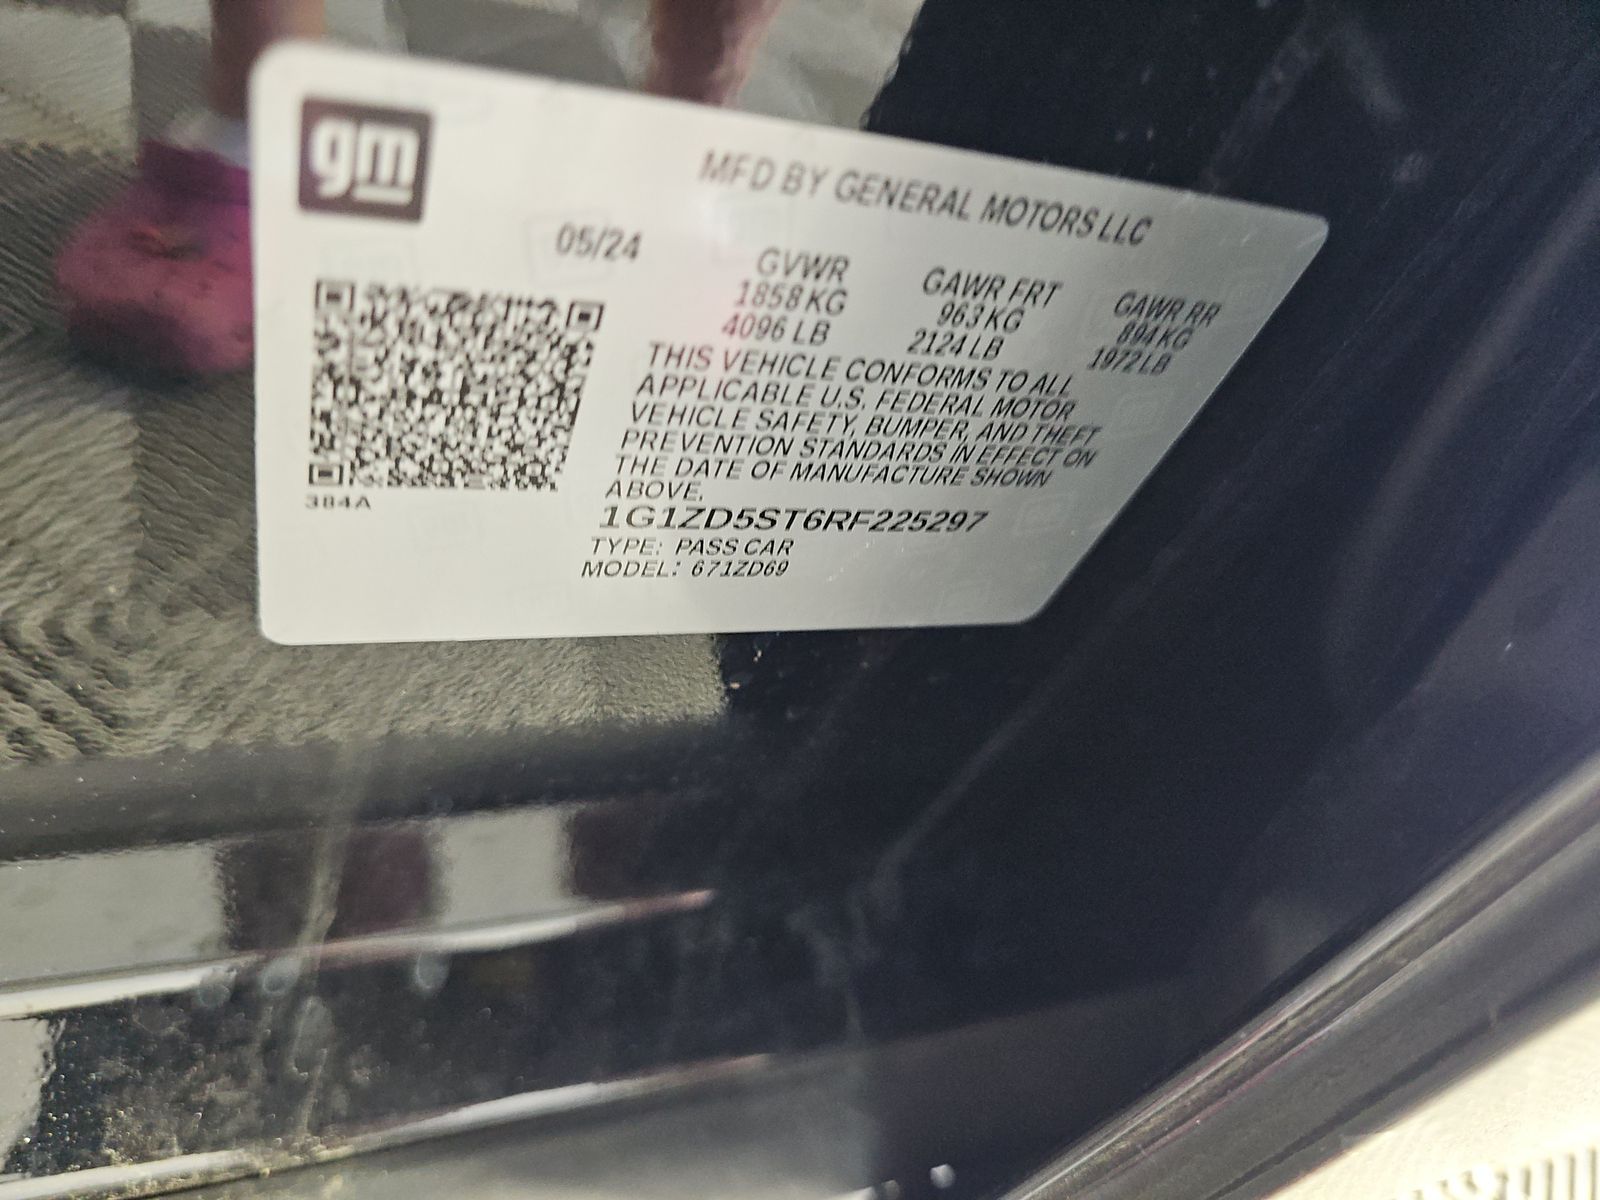 gm
MFD BY GENERAL MOTORS LLC
05/24
GVWR
1858 KG
4096 LB
GAWR FRT
963 KG
2124 LB
GAWR RR
894 KG
1972 LB
THIS VEHICLE CONFORMS TO ALL
APPLICABLE U.S. FEDERAL MOTOR
VEHICLE SAFETY, BUMPER, AND THEFT
PREVENTION STANDARDS IN EFFECT ON
THE DATE OF MANUFACTURE SHOWN
ABOVE.
1G1ZD5ST6RF225297
TYPE: PASS CAR
MODEL: 671ZD69
384A